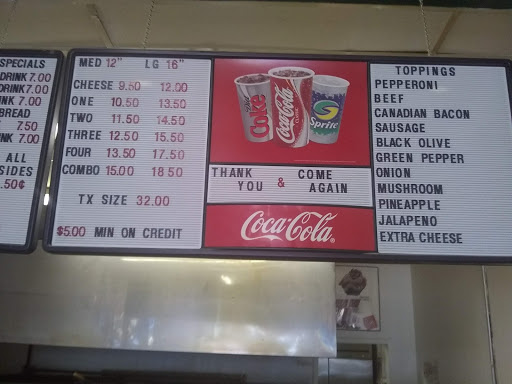 SPECIALS
DRINK 7.00
DRINK 7.00
INK 7.00
BREAD
7.50
NK 7.00
ALL
SIDES
.50¢
MED 12" LG 16"
CHEESE 9.50 12.00
ONE 10.50 13.50
TWO 11.50 14.50
THREE 12.50 15.50
FOUR 13.50 17.50
COMBO 15.00 18.50
TX SIZE 32.00
$5.00 MIN ON CREDIT
Coke
Coca-Cola
Sprite
THANK COME
YOU & AGAIN
Coca-Cola
TOPPINGS
PEPPERONI
BEEF
CANADIAN BACON
SAUSAGE
BLACK OLIVE
GREEN PEPPER
ONION
MUSHROOM
PINEAPPLE
JALAPENO
EXTRA CHEESE